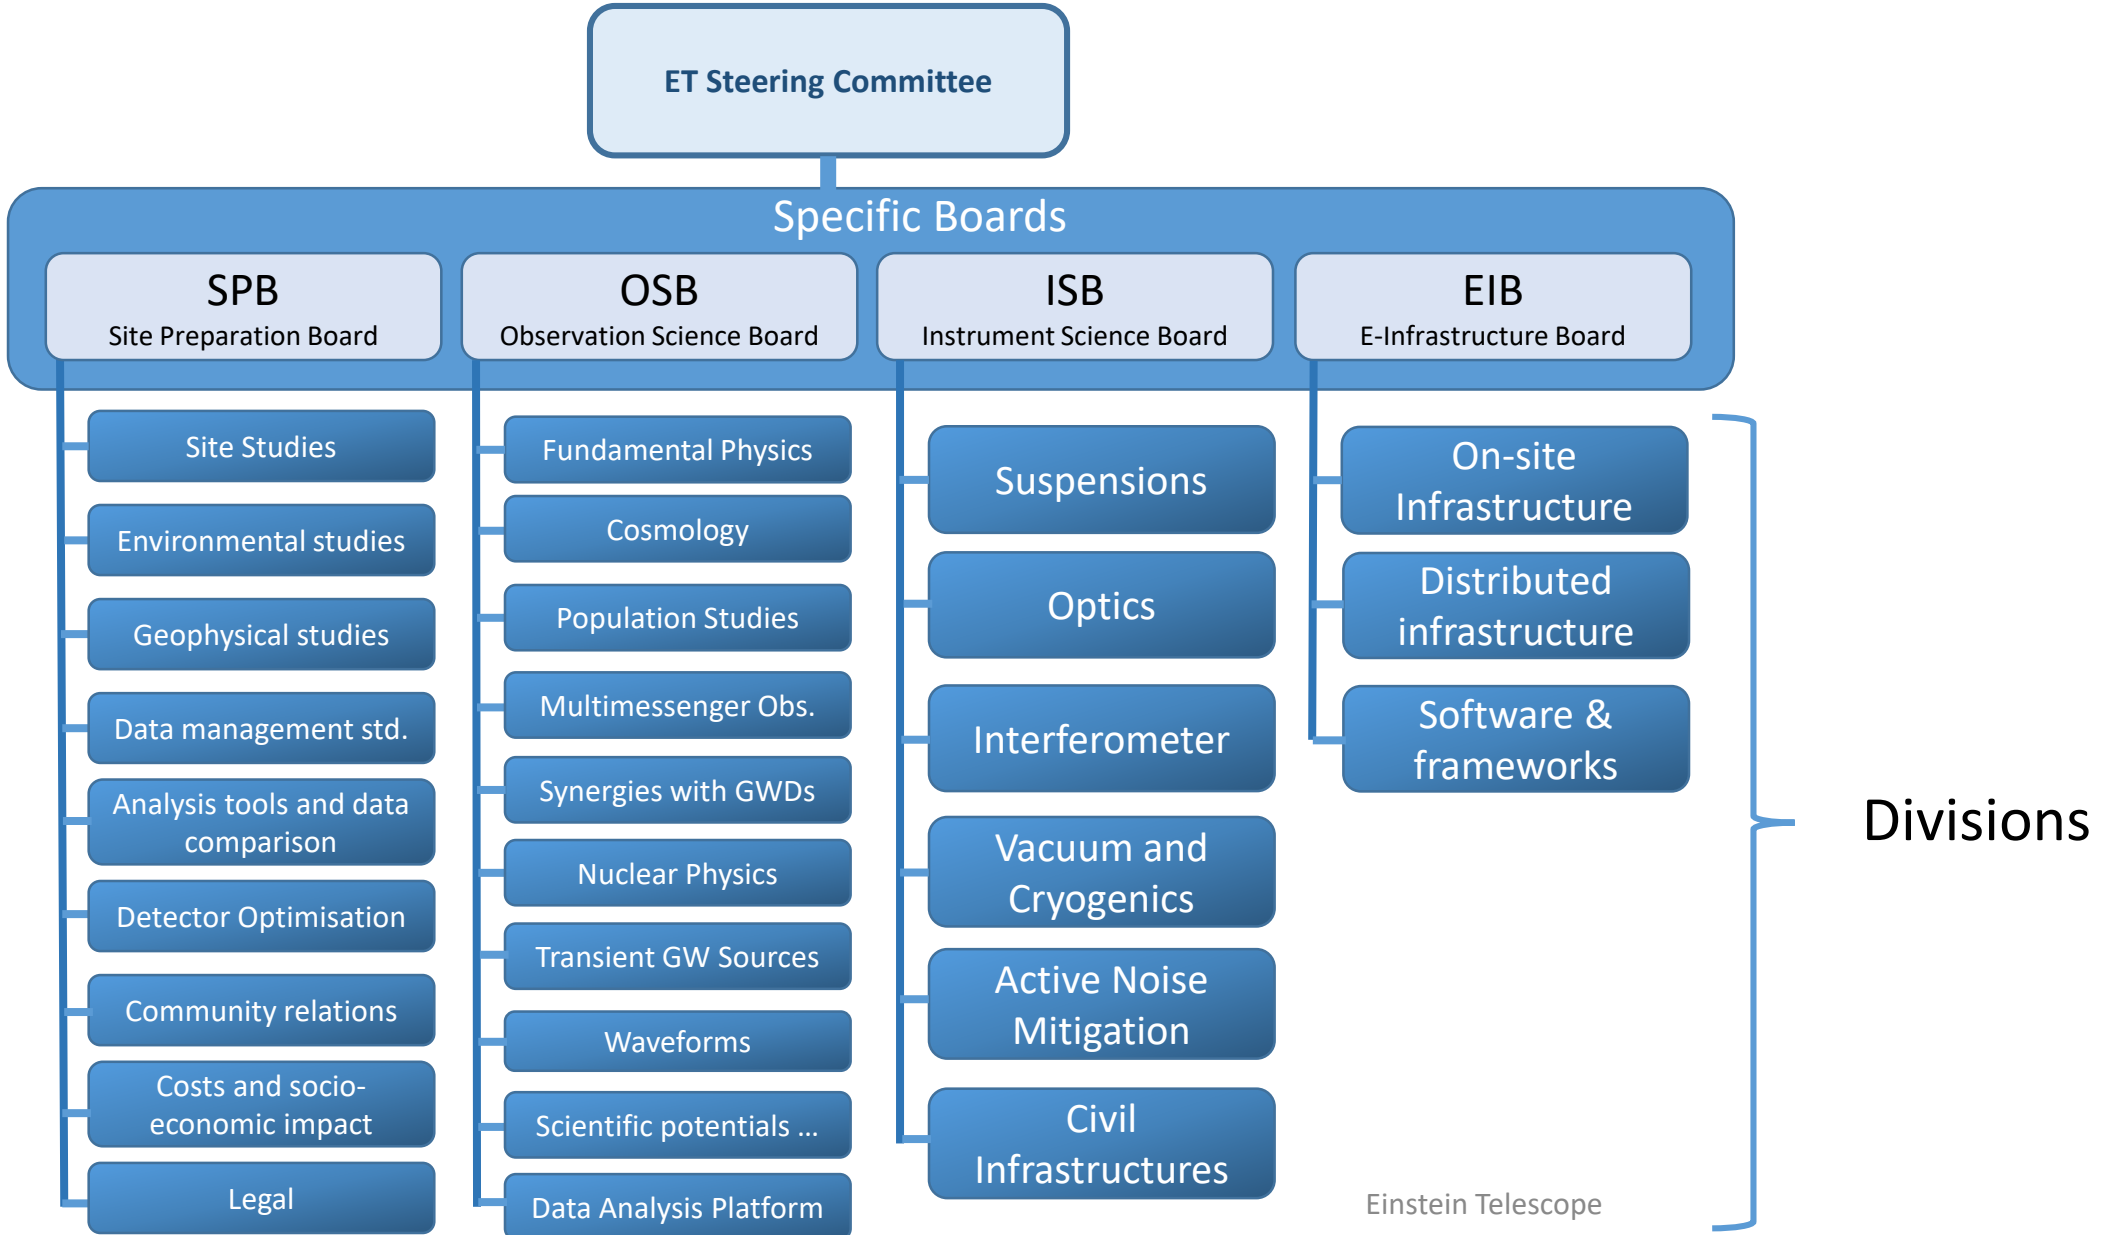 ET Steering Committee
Specific Boards
SPB
Site Preparation Board
OSB
Observation Science Board
ISB
Instrument Science Board
EIB
E-Infrastructure Board
Site Studies
Environmental studies
Geophysical studies
Data management std.
Analysis tools and data
comparison
Detector Optimisation
Community relations
Costs and socio-
economic impact
Legal
Fundamental Physics
Cosmology
Population Studies
Multimessenger Obs.
Synergies with GWDs
Nuclear Physics
Transient GW Sources
Waveforms
Scientific potentials ...
Data Analysis Platform
Suspensions
Optics
Interferometer
Vacuum and
Cryogenics
Active Noise
Mitigation
Civil
Infrastructures
On-site
Infrastructure
Distributed
infrastructure
Software &
frameworks
Divisions
Einstein Telescope